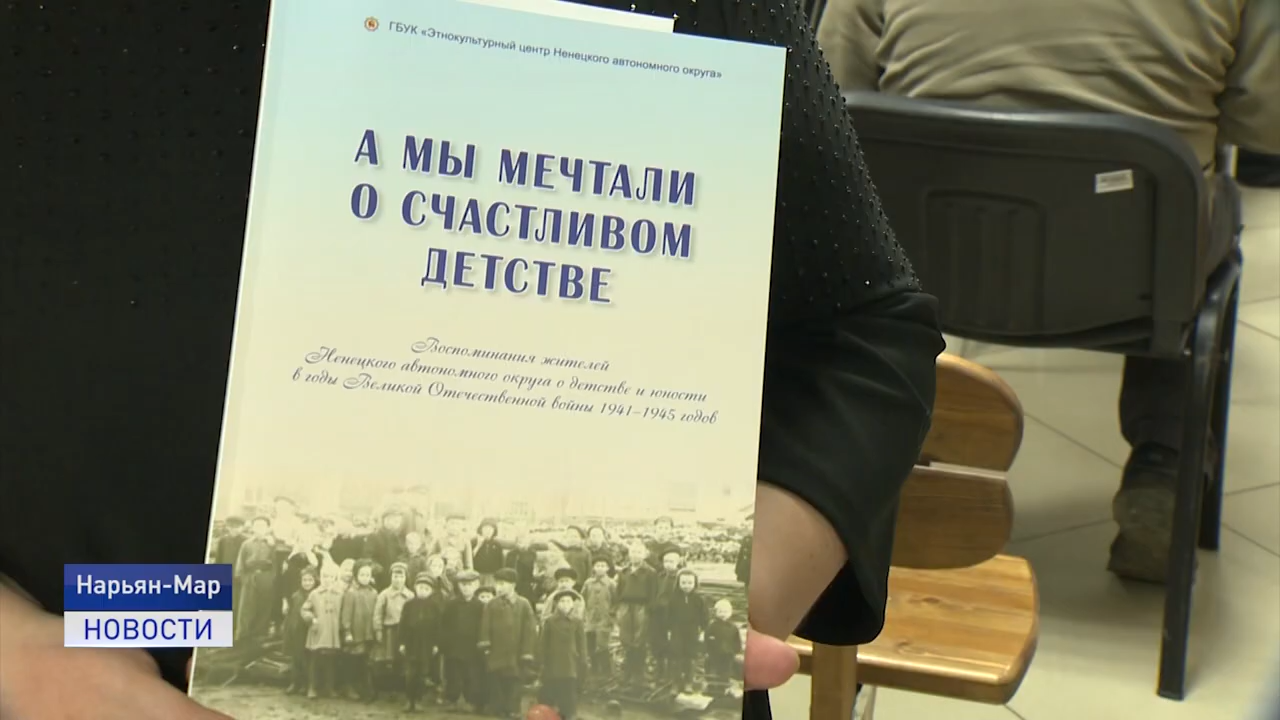 ГБУК «Этнокультурный центр Ненецкого автономного округа»
А МЫ МЕЧТАЛИ
О СЧАСТЛИВОМ
ДЕТСТВЕ
Воспоминания жителей
Ненецкого автономного округа о детстве и юности
в годы Великой Отечественной войны 1941–1945 годов
Нарьян-Мар
НОВОСТИ